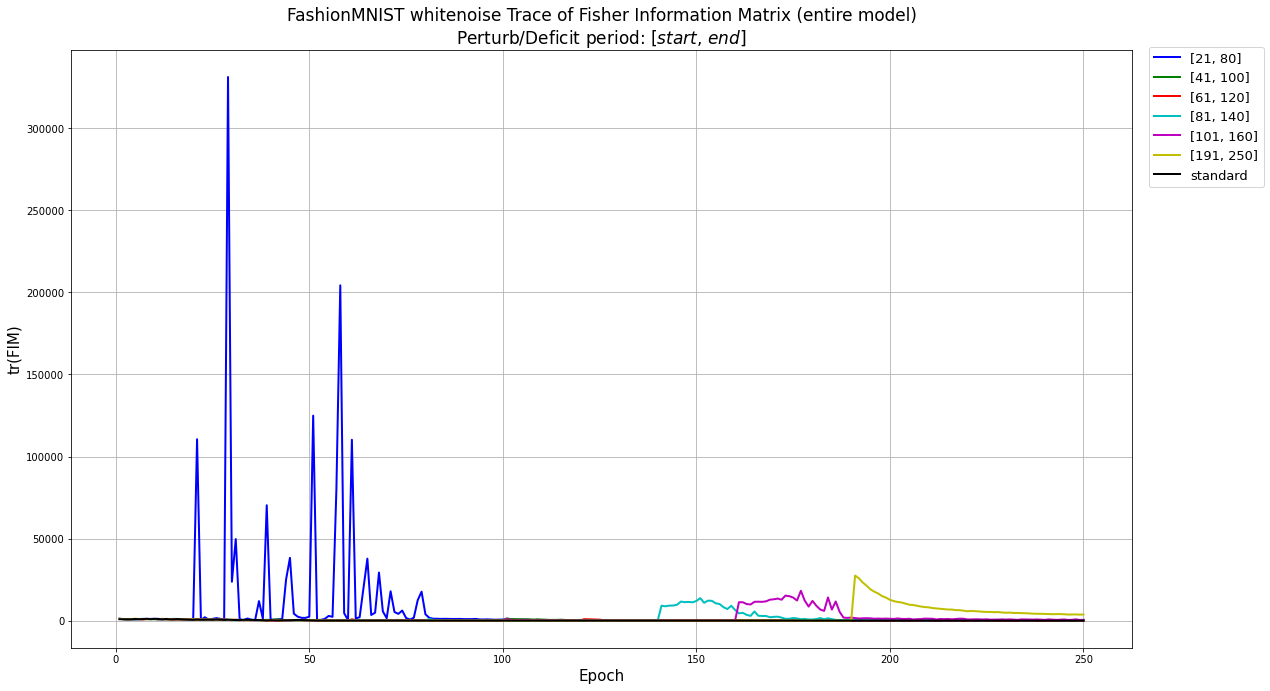 FashionMNIST whitenoise Trace of Fisher Information Matrix (entire model)
Perturb/Deficit period: [start, end]
[21, 80]
[41, 100]
[61, 120]
[81, 140]
[101, 160]
[191, 250]
standard
tr(FIM)
300000
250000
200000
150000
100000
50000
0
0 50 100 150 200 250
Epoch